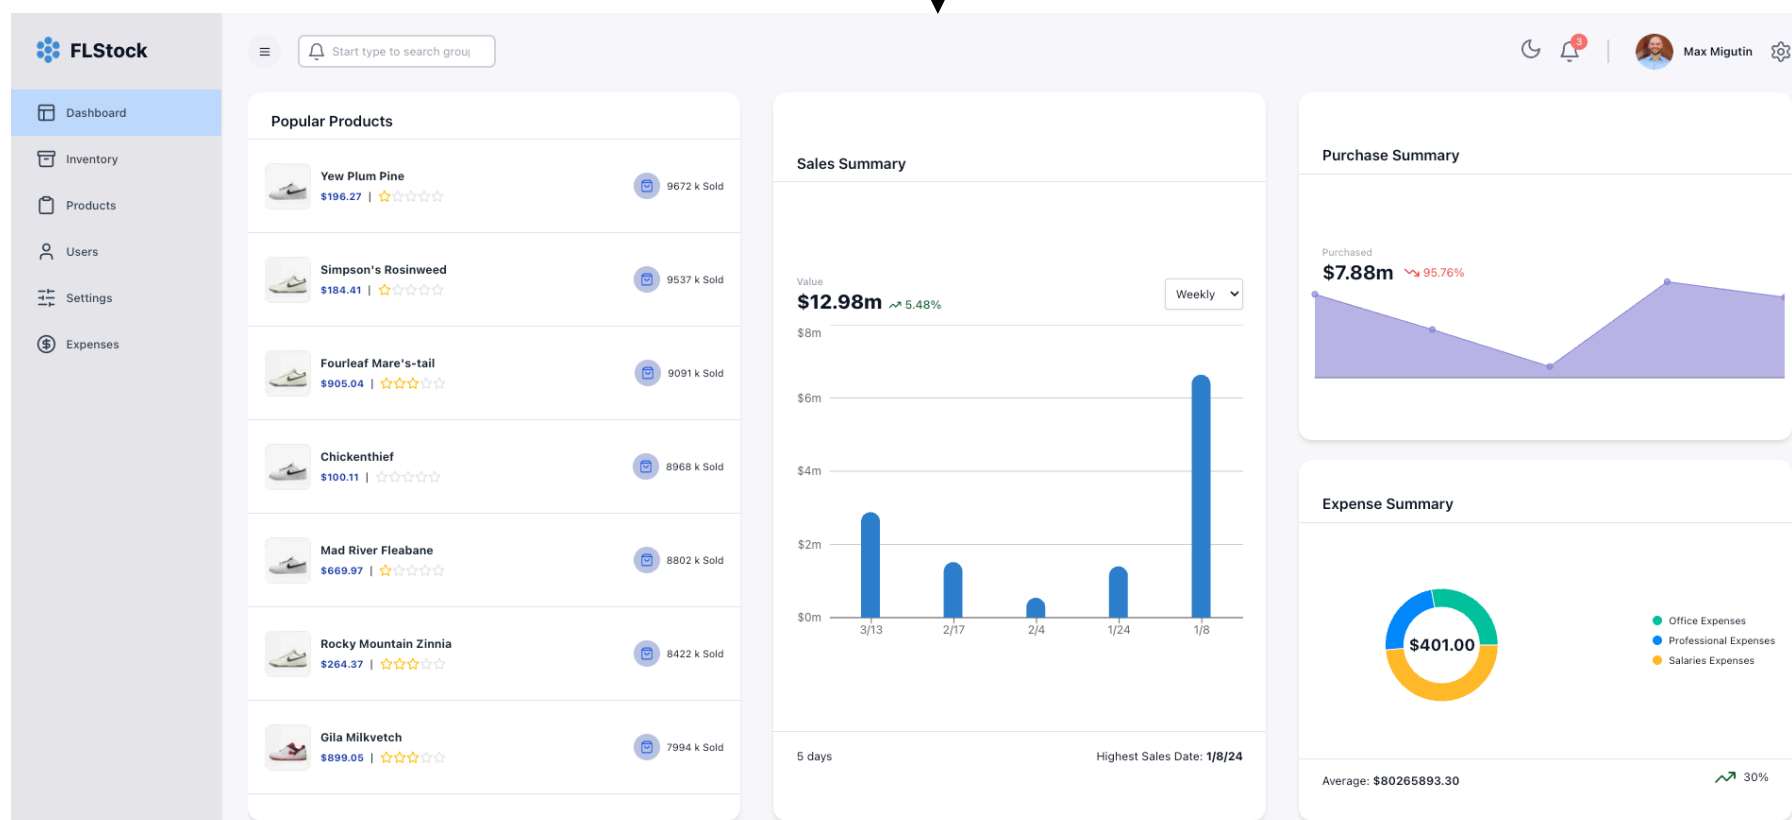 FLStock
Start type to search grou
3
Max Migutin
Dashboard
Inventory
Products
Users
Settings
Expenses
Popular Products
Yew Plum Pine
$196.27 |
9672 k Sold
Simpson's Rosinweed
$184.41 |
9537 k Sold
Fourleaf Mare's-tail
$905.04 |
9091 k Sold
Chickenthief
$100.11 |
8968 k Sold
Mad River Fleabane
$669.97 |
8802 k Sold
Rocky Mountain Zinnia
$264.37 |
8422 k Sold
Gila Milkvetch
$899.05 |
7994 k Sold
Sales Summary
Value
$12.98m 5.48%
Weekly
$8m
$6m
$4m
$2m
$0m
3/13 2/17 2/4 1/24 1/8
5 days
Highest Sales Date: 1/8/24
Purchase Summary
Purchased
$7.88m 95.76%
Expense Summary
$401.00
Office Expenses
Professional Expenses
Salaries Expenses
Average: $80265893.30
30%